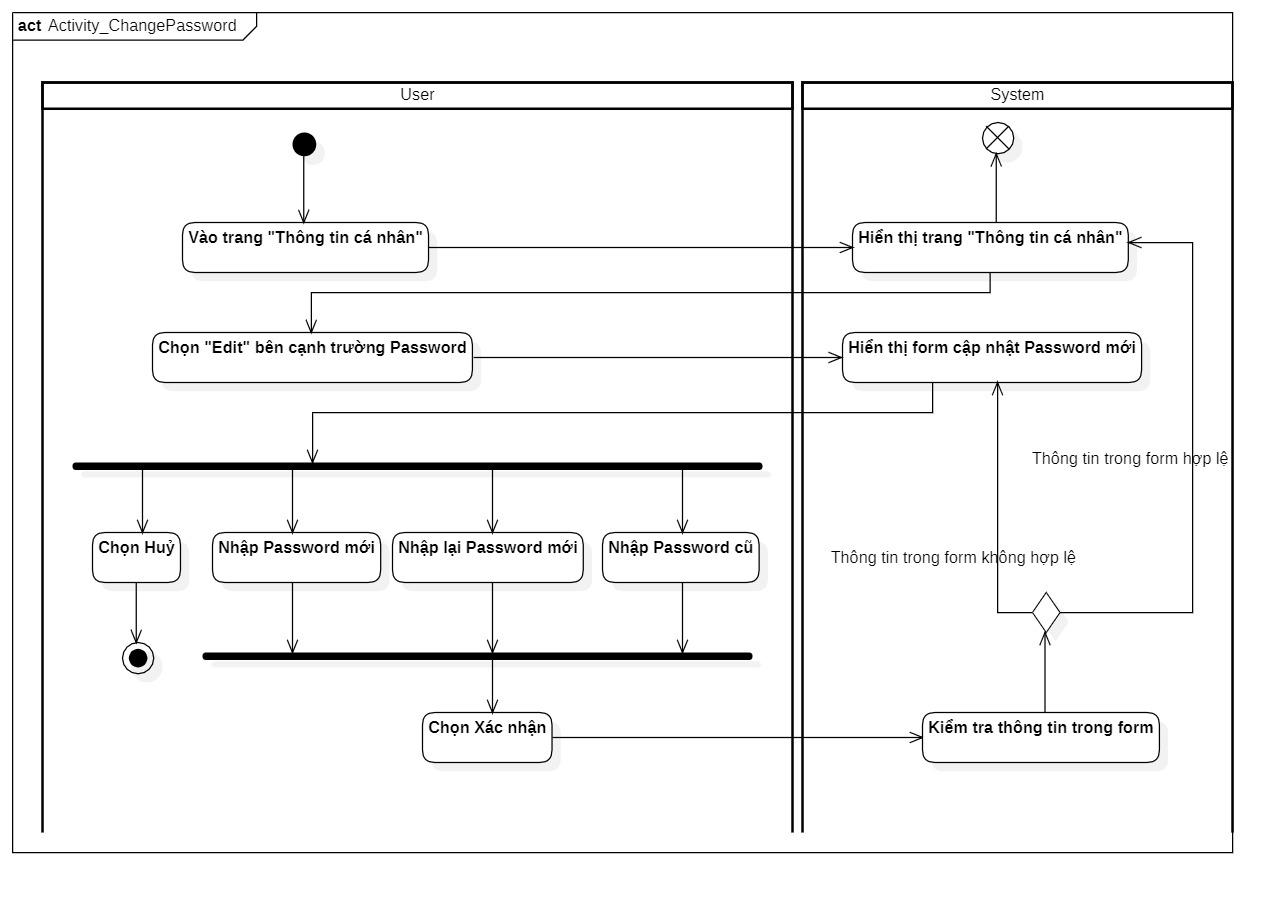 act Activity_ChangePassword
User
System
Vào trang "Thông tin cá nhân"
Hiển thị trang "Thông tin cá nhân"
Chọn "Edit" bên cạnh trường Password
Hiển thị form cập nhật Password mới
Thông tin trong form hợp lệ
Chọn Huỷ
Nhập Password mới
Nhập lại Password mới
Nhập Password cũ
Thông tin trong form không hợp lệ
Chọn Xác nhận
Kiểm tra thông tin trong form